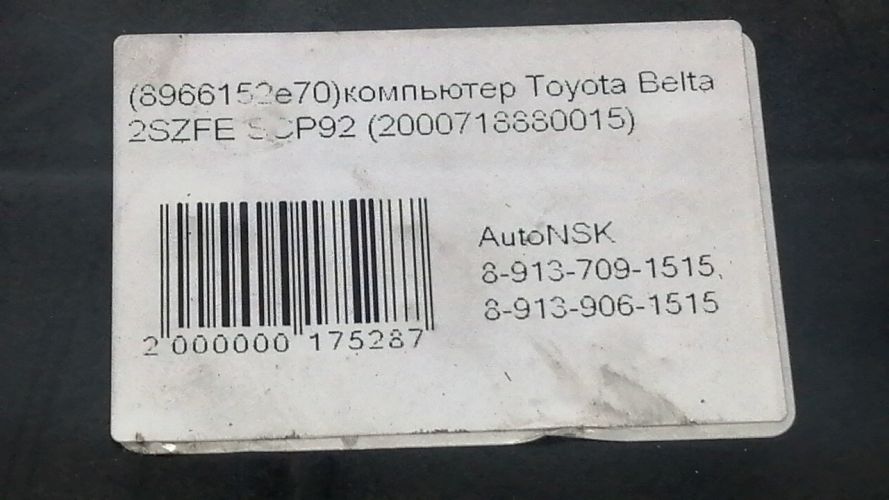 (8966152e70)компьютер Toyota Belta
2SZFE SCP92 (2000718880015)
AutoNSK
8-913-709-1515,
8-913-906-1515
2 000000 175287